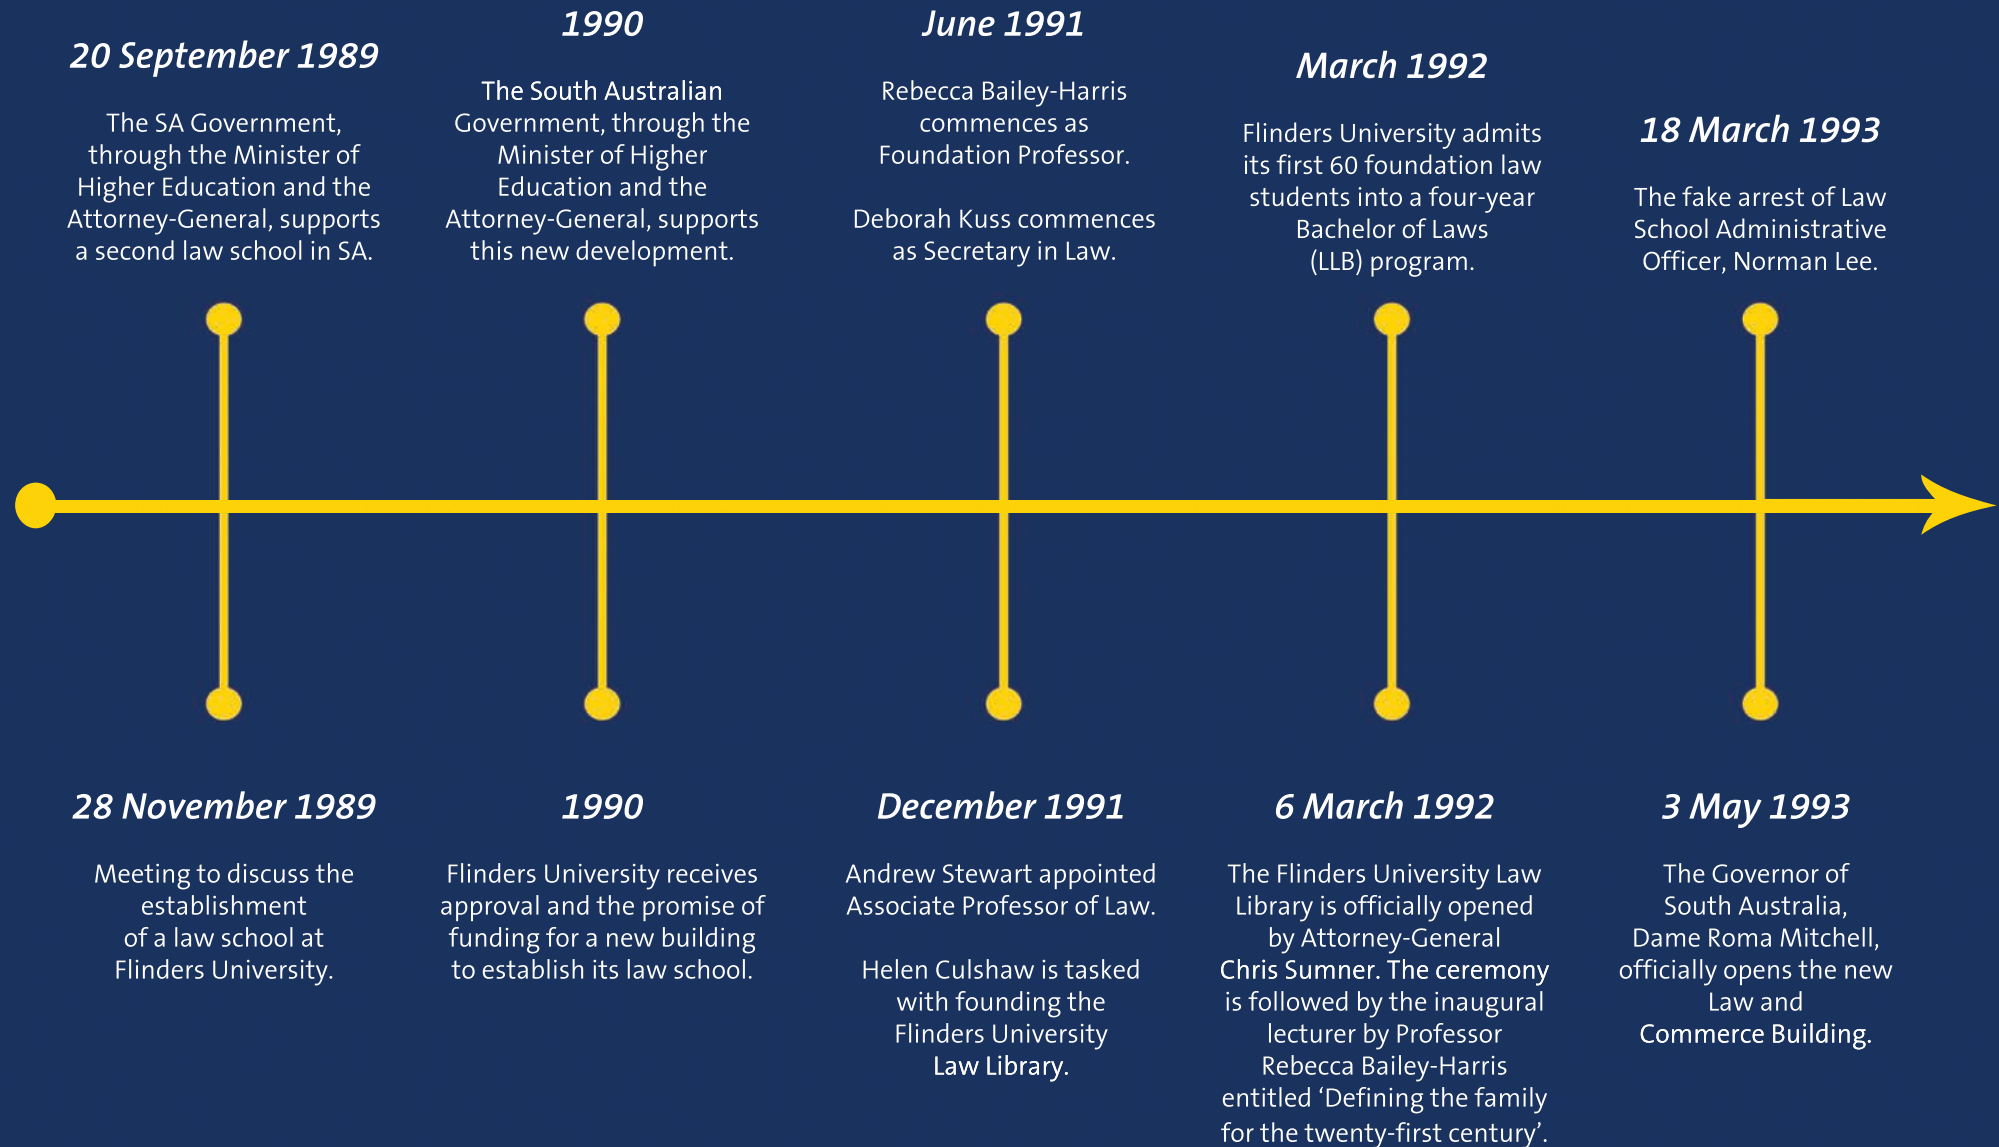 20 September 1989
The SA Government,
through the Minister of
Higher Education and the
Attorney-General, supports
a second law school in SA.
1990
The South Australian
Government, through the
Minister of Higher
Education and the
Attorney-General, supports
this new development.
June 1991
Rebecca Bailey-Harris
commences as
Foundation Professor.
Deborah Kuss commences
as Secretary in Law.
March 1992
Flinders University admits
its first 60 foundation law
students into a four-year
Bachelor of Laws
(LLB) program.
18 March 1993
The fake arrest of Law
School Administrative
Officer, Norman Lee.
28 November 1989
Meeting to discuss the
establishment
of a law school at
Flinders University.
1990
Flinders University receives
approval and the promise of
funding for a new building
to establish its law school.
December 1991
Andrew Stewart appointed
Associate Professor of Law.
Helen Culshaw is tasked
with founding the
Flinders University
Law Library.
6 March 1992
The Flinders University Law
Library is officially opened
by Attorney-General
Chris Sumner. The ceremony
is followed by the inaugural
lecturer by Professor
Rebecca Bailey-Harris
entitled ‘Defining the family
for the twenty-first century’.
3 May 1993
The Governor of
South Australia,
Dame Roma Mitchell,
officially opens the new
Law and
Commerce Building.